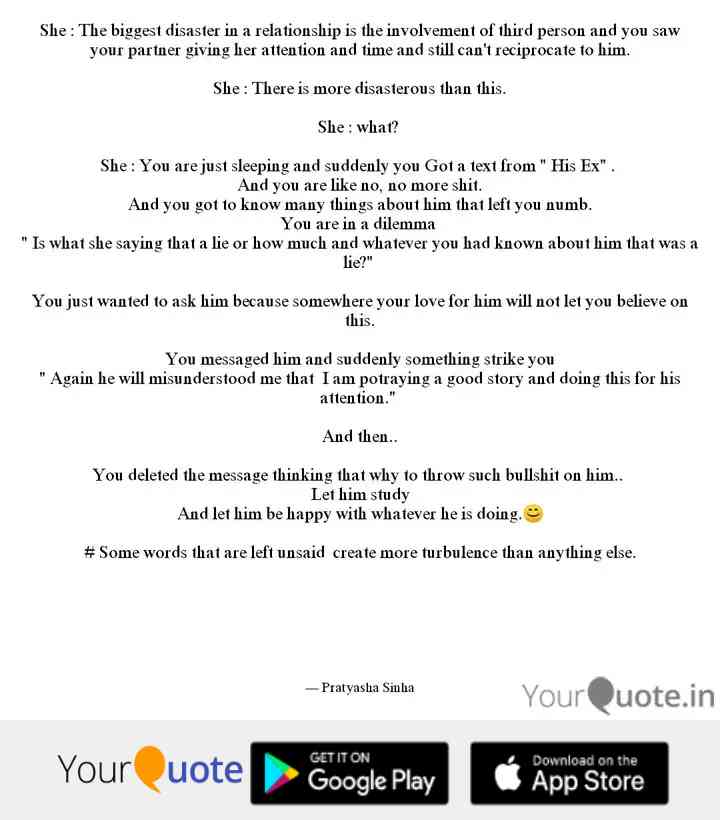 She : The biggest disaster in a relationship is the involvement of third person and you saw
your partner giving her attention and time and still can't reciprocate to him.
She : There is more disasterous than this.
She : what?
She : You are just sleeping and suddenly you Got a text from " His Ex" .
And you are like no, no more shit.
And you got to know many things about him that left you numb.
You are in a dilemma
" Is what she saying that a lie or how much and whatever you had known about him that was a
lie?"
You just wanted to ask him because somewhere your love for him will not let you believe on
this.
You messaged him and suddenly something strike you
" Again he will misunderstood me that I am potraying a good story and doing this for his
attention."
And then..
You deleted the message thinking that why to throw such bullshit on him..
Let him study
And let him be happy with whatever he is doing.😊
# Some words that are left unsaid create more turbulence than anything else.
— Pratyasha Sinha
YourQuote.in
YourQuote
GET IT ON
Google Play
Download on the
App Store